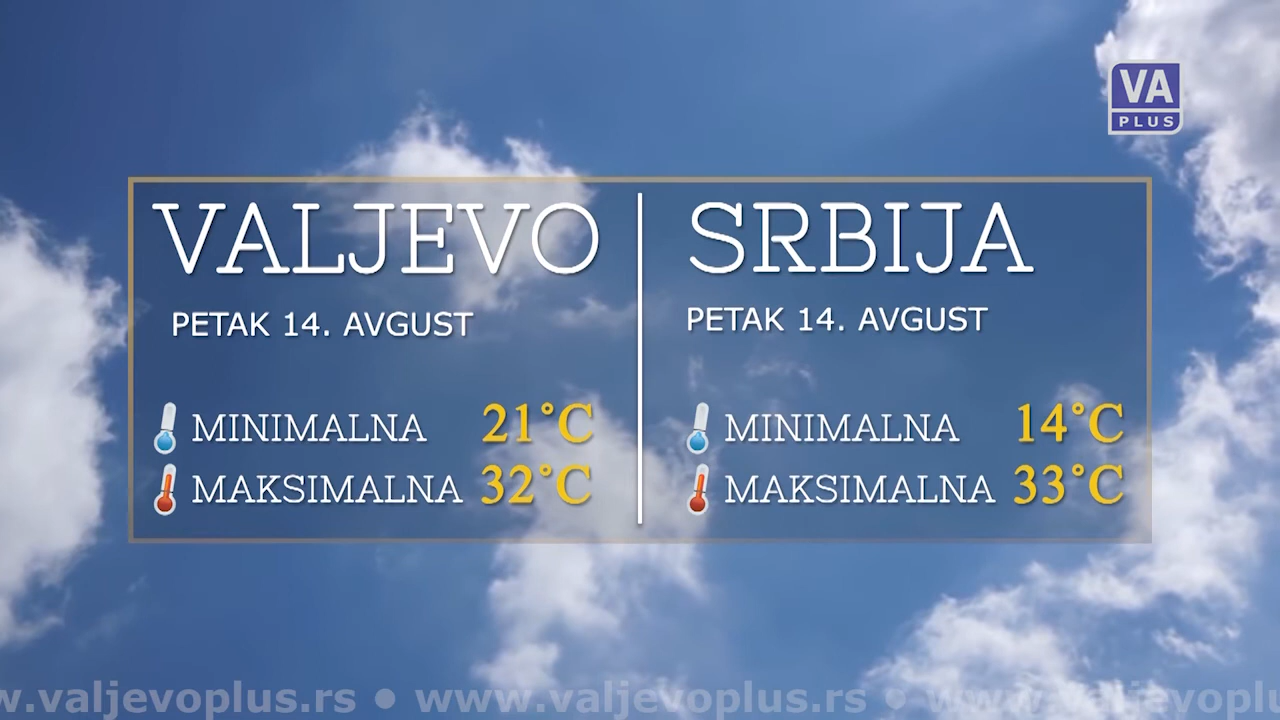 VA
PLUS
VALJEVO
PETAK 14. AVGUST
MINIMALNA 21°C
MAKSIMALNA 32°C
SRBIJA
PETAK 14. AVGUST
MINIMALNA 14°C
MAKSIMALNA 33°C
w.valjevoplus.rs ● www.valjevoplus.rs ● www.valjevoplu